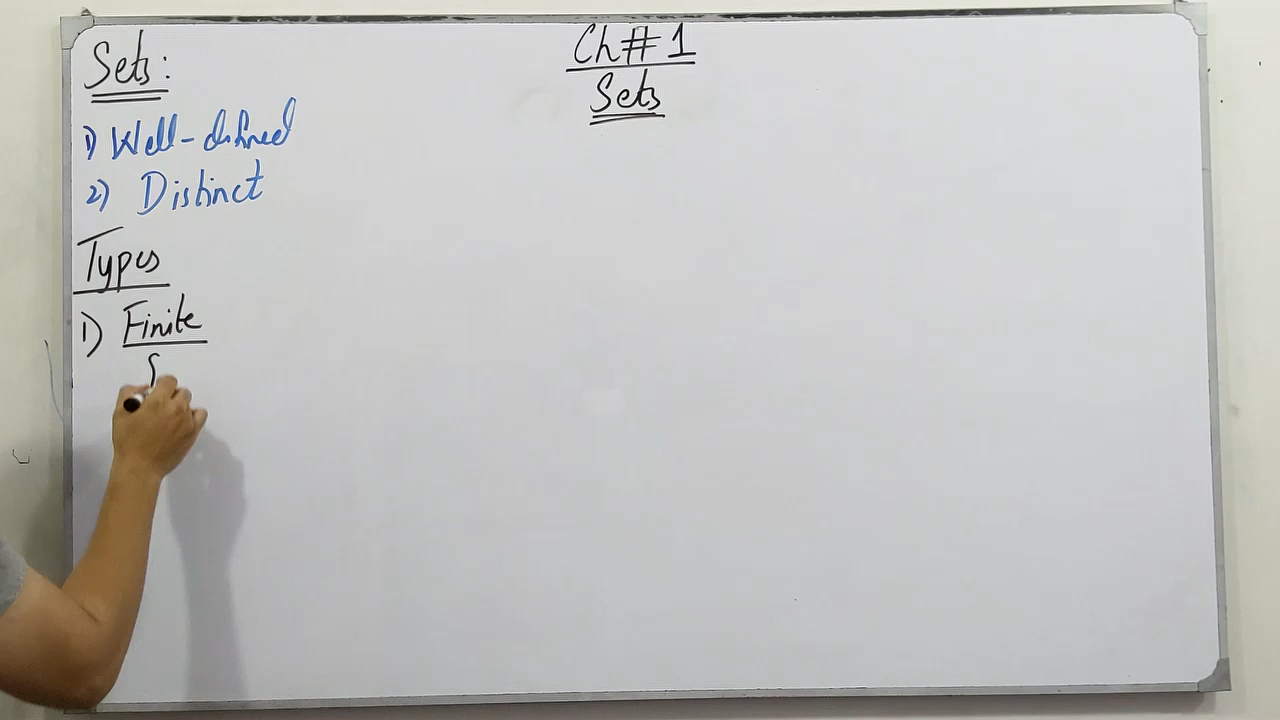 Ch# 1
Sets
Sets:
1) Well-defined
2) Distinct
Types
1) Finite